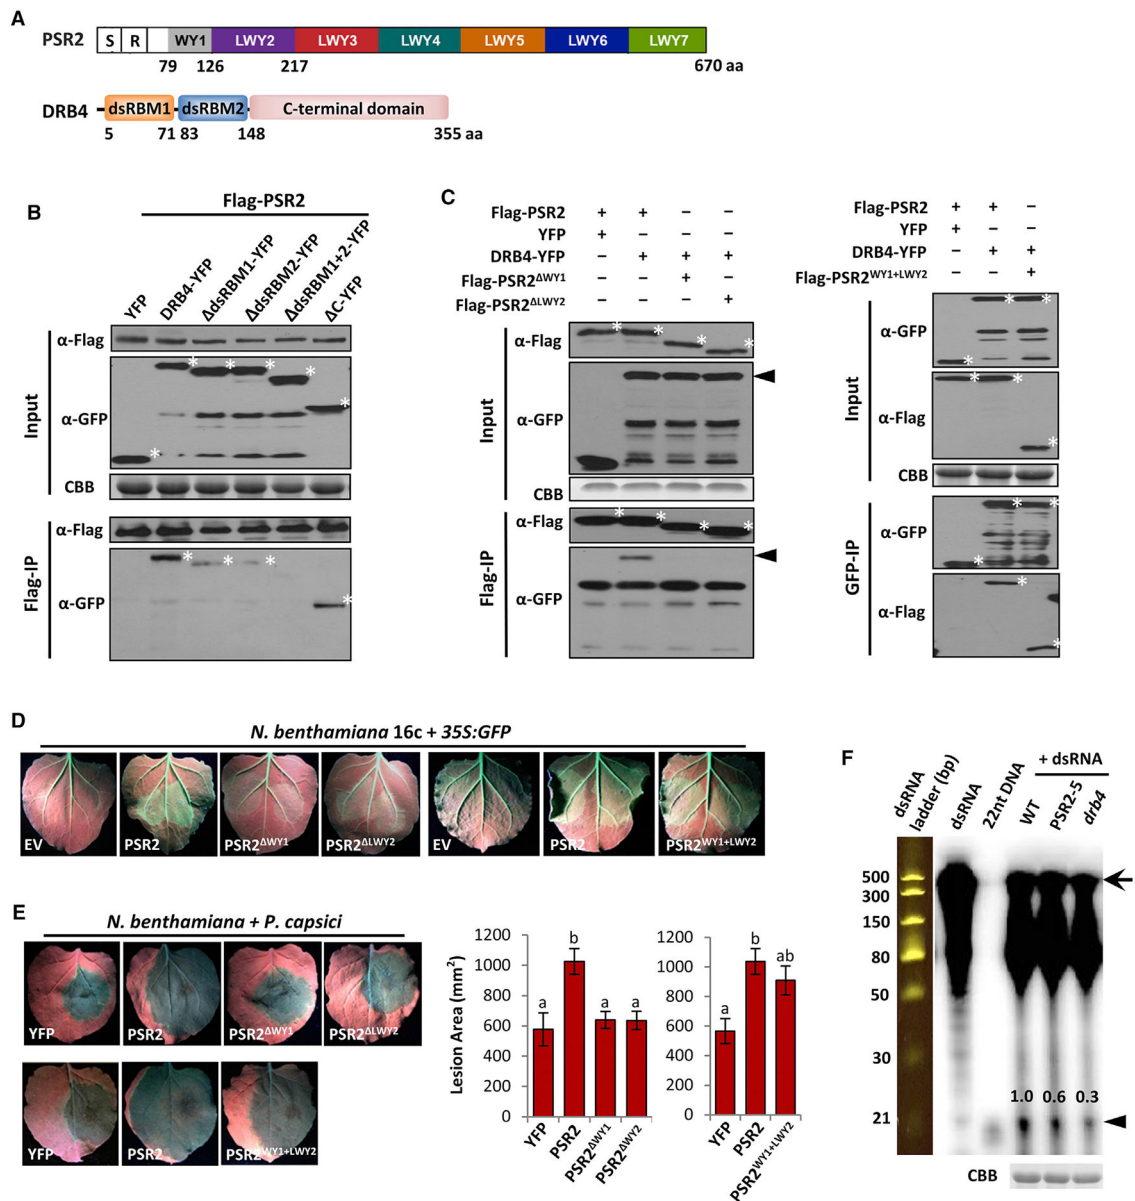 A
PSR2 S R WY1 LWY2 LWY3 LWY4 LWY5 LWY6 LWY7
79 126 217 670 aa
DRB4 dsRBM1 dsRBM2 C-terminal domain
5 71 83 148 355 aa
B
Flag-PSR2
YFP DRB4-YFP ΔdsRBM1-YFP ΔdsRBM2-YFP ΔdsRBM1+2-YFP ΔC-YFP
Input
α-Flag
* * * * * *
α-GFP
CBB
Flag-IP
α-Flag
* * * *
α-GFP
C
Flag-PSR2 + + – –
YFP + – – –
DRB4-YFP – + + +
Flag-PSR2ΔWY1 – – + –
Flag-PSR2ΔLWY2 – – – +
Input
α-Flag * * * *
α-GFP
CBB
Flag-IP
α-Flag * * * *
α-GFP
Flag-PSR2 + + –
YFP + – –
DRB4-YFP – + +
Flag-PSR2WY1+LWY2 – – +
Input
α-GFP * * *
α-Flag * * *
CBB
GFP-IP
α-GFP * * *
α-Flag * *
D
N. benthamiana 16c + 35S:GFP
EV PSR2 PSR2ΔWY1 PSR2ΔLWY2 EV PSR2 PSR2WY1+LWY2
E
N. benthamiana + P. capsici
YFP PSR2 PSR2ΔWY1 PSR2ΔLWY2
YFP PSR2 PSR2WY1+LWY2
Lesion Area (mm2)
1200
1000
800
600
400
200
0
a b a a
YFP PSR2 PSR2ΔWY1 PSR2ΔWY2
1200
1000
800
600
400
200
0
a b ab
YFP PSR2 PSR2WY1+LWY2
F
+ dsRNA
dsRNA ladder (bp) dsRNA 22nt DNA WT PSR2-5 drb4
500
300
150
80
50
30
1.0 0.6 0.3
21
CBB